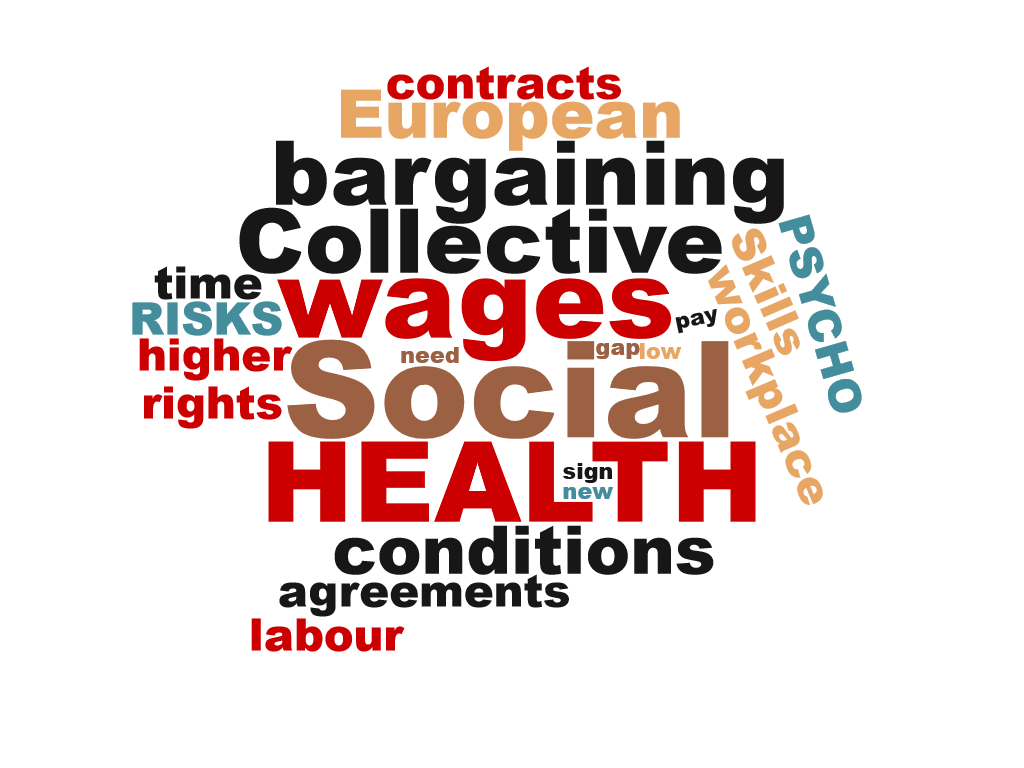 contracts
European
bargaining
Collective
PSYCHO
Skills
workplace
time
wages
RISKS
pay
higher
need
gap
low
Social
rights
HEALTH
sign
new
conditions
agreements
labour